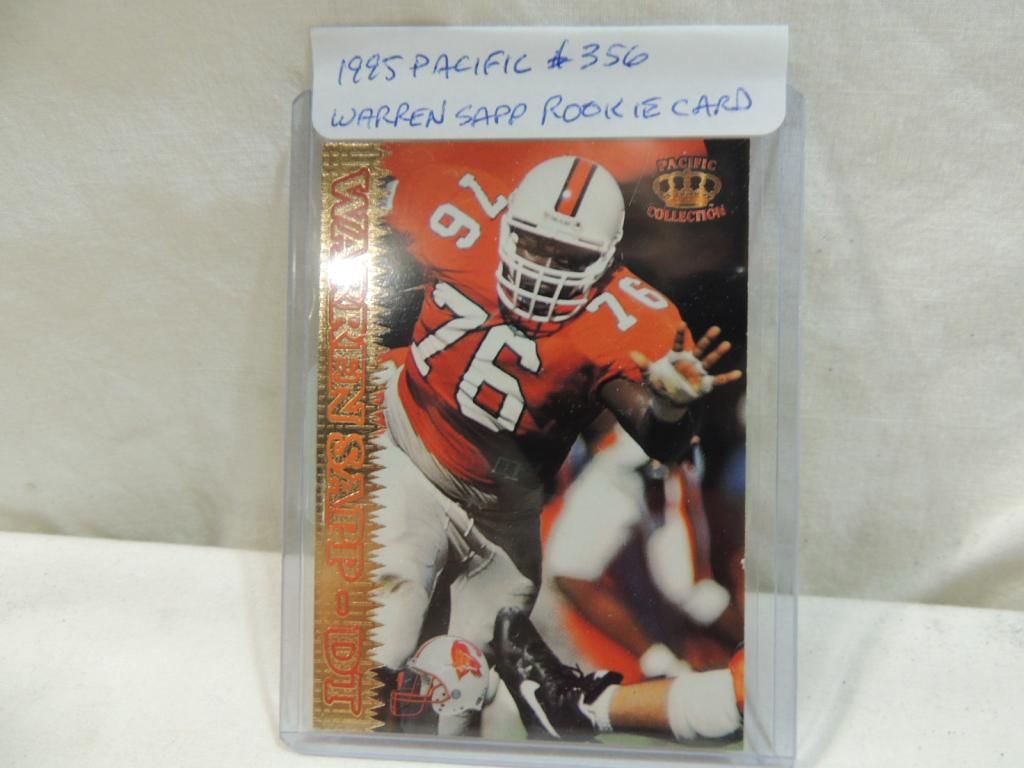 1995 PACIFIC #356
WARREN SAPP ROOKIE CARD
PACIFIC
COLLECTION
WARREN SAPP - DT
76
76
76